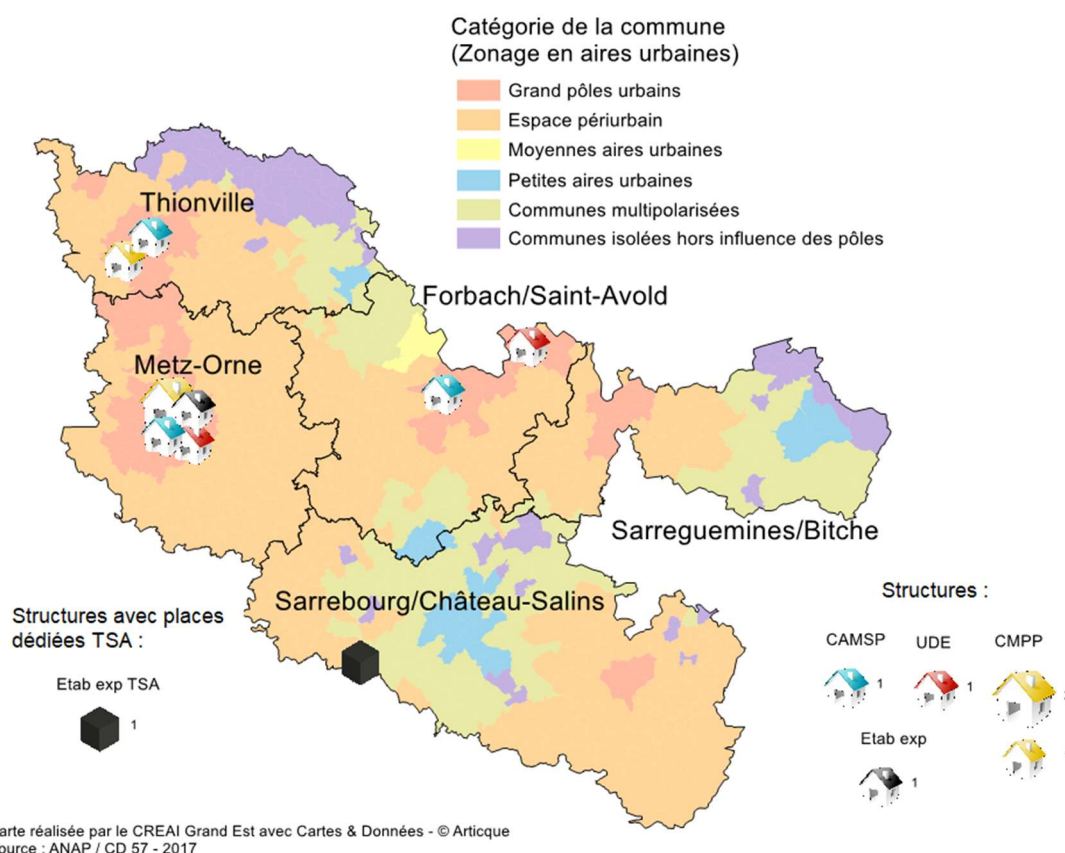 Catégorie de la commune
(Zonage en aires urbaines)
Grand pôles urbains
Espace périurbain
Moyennes aires urbaines
Petites aires urbaines
Communes multipolarisées
Communes isolées hors influence des pôles
Thionville
Forbach/Saint-Avold
Metz-Orne
Sarreguemines/Bitche
Sarrebourg/Château-Salins
Structures avec places
dédiées TSA :
Etab exp TSA
1
Structures :
CAMSP UDE CMPP
1 1
Etab exp
1
arte réalisée par le CREAI Grand Est avec Cartes & Données - © Articque
ource : ANAP / CD 57 - 2017